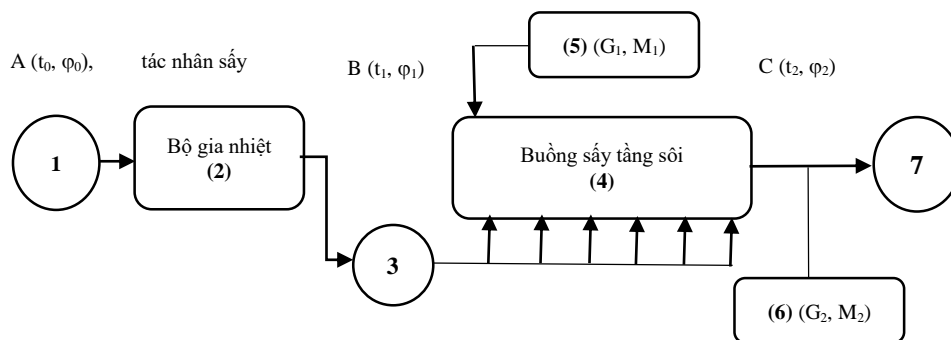 (5) (G₁, M₁)
A (t₀, φ₀), tác nhân sấy
B (t₁, φ₁)
C (t₂, φ₂)
1
Bộ gia nhiệt
(2)
Buồng sấy tầng sôi
(4)
7
3
(6) (G₂, M₂)